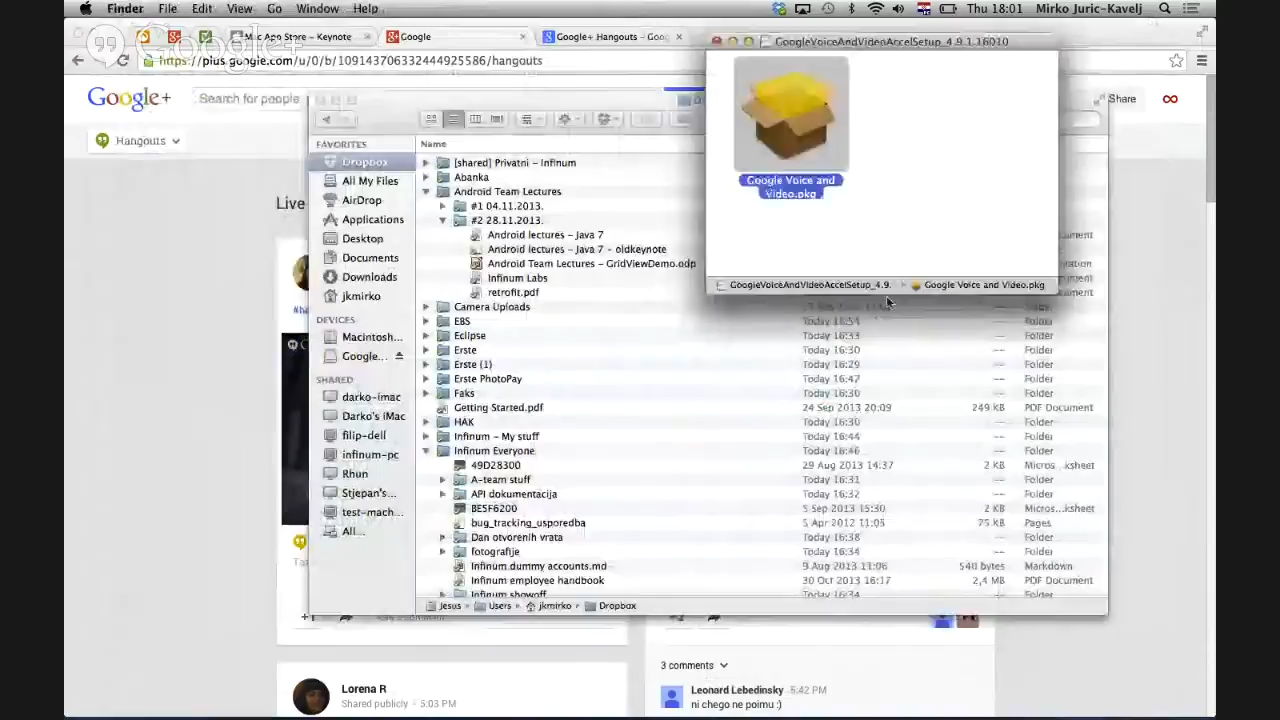 Finder File Edit View Go Window Help
Thu 18:01 Mirko Juric-Kavelj
Google+
Mac App Store - Keynote
Google
Google+ Hangouts - Goo
GoogleVoiceAndVideoAccelSetup_4.9.1.16010
https://plus.google.com/u/0/b/109143706332444925586/hangouts
Google+
Search for people
Share
Hangouts
Live
Google Voice and
Video.pkg
GoogleVoiceAndVideoAccelSetup_4.9.
Google Voice and Video.pkg
FAVORITES
Dropbox
All My Files
AirDrop
Applications
Desktop
Documents
Downloads
jkmirko
DEVICES
Macintosh...
Google...
SHARED
darko-imac
Darko's iMac
filip-dell
infinum-pc
Rhun
Stjepan's...
test-mach...
All...
Name
[shared] Privatni - Infinum
Abanka
Android Team Lectures
#1 04.11.2013.
#2 28.11.2013.
Android lectures - Java 7
Android lectures - Java 7 - oldkeynote
Android Team Lectures - GridViewDemo.odp
Infinum Labs
retrofit.pdf
Camera Uploads
EBS Today 16:54 -- Folder
Eclipse Today 16:33 -- Folder
Erste Today 16:30 -- Folder
Erste (1) Today 16:29 -- Folder
Erste PhotoPay Today 16:47 -- Folder
Faks Today 16:30 -- Folder
Getting Started.pdf 24 Sep 2013 20:09 249 KB PDF Document
HAK Today 16:30 -- Folder
Infinum - My stuff Today 16:44 -- Folder
Infinum Everyone Today 16:46 -- Folder
49D28300 29 Aug 2013 14:37 2 KB Micros...ksheet
A-team stuff Today 16:31 -- Folder
API dokumentacija Today 16:32 -- Folder
BE5F6200 5 Sep 2013 15:30 2 KB Micros...ksheet
bug_tracking_usporedba 5 Apr 2012 11:05 75 KB Pages
Dan otvorenih vrata Today 16:38 -- Folder
fotografije Today 16:34 -- Folder
Infinum dummy accounts.md 9 Aug 2013 11:06 540 bytes Markdown
Infinum employee handbook 30 Oct 2013 16:17 2,4 MB PDF Document
Infinum showoff Today 16:34 -- Folder
Jesus Users jkmirko Dropbox
3 comments
Lorena R
Shared publicly - 5:03 PM
Leonard Lebedinsky 5:42 PM
ni chego ne poimu :)